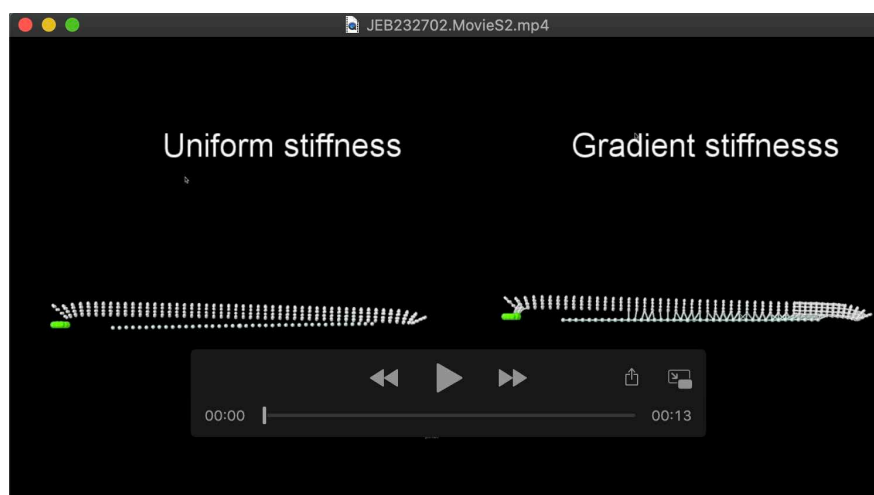 JEB232702.MovieS2.mp4
Uniform stiffness
Gradient stiffnesss
00:00
00:13